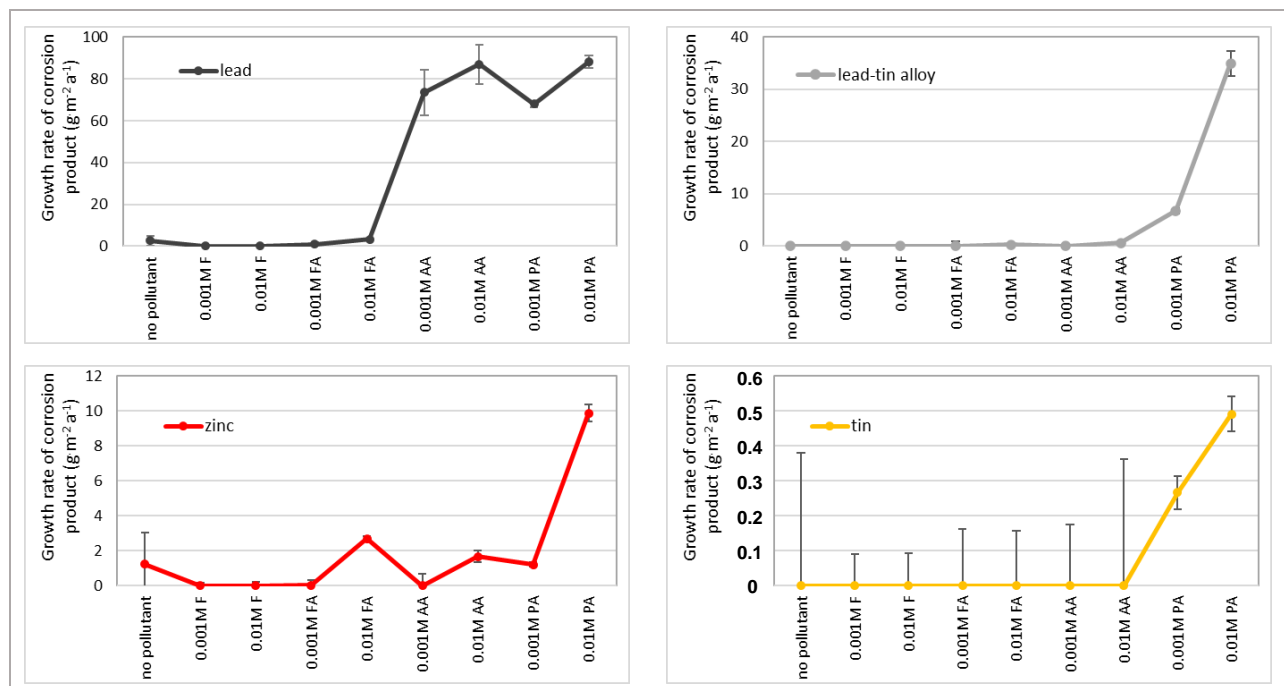 Growth rate of corrosion
product (g·m⁻² a⁻¹)
100
80
60
40
20
0
lead
no pollutant
0.001M F
0.01M F
0.001M FA
0.01M FA
0.001M AA
0.01M AA
0.001M PA
0.01M PA
Growth rate of corrosion
product (g·m⁻² a⁻¹)
40
30
20
10
0
lead-tin alloy
no pollutant
0.001M F
0.01M F
0.001M FA
0.01M FA
0.001M AA
0.01M AA
0.001M PA
0.01M PA
Growth rate of corrosion
product (g·m⁻² a⁻¹)
12
10
8
6
4
2
0
zinc
no pollutant
0.001M F
0.01M F
0.001M FA
0.01M FA
0.001M AA
0.01M AA
0.001M PA
0.01M PA
Growth rate of corrosion
product (g·m⁻² a⁻¹)
0.6
0.5
0.4
0.3
0.2
0.1
0
tin
no pollutant
0.001M F
0.01M F
0.001M FA
0.01M FA
0.001M AA
0.01M AA
0.001M PA
0.01M PA